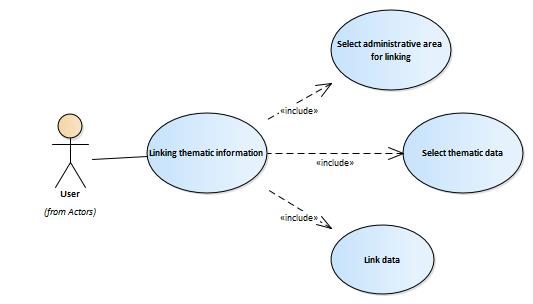 Select administrative area
for linking
«include»
Linking thematic information
«include»
Select thematic data
User
(from Actors)
«include»
Link data